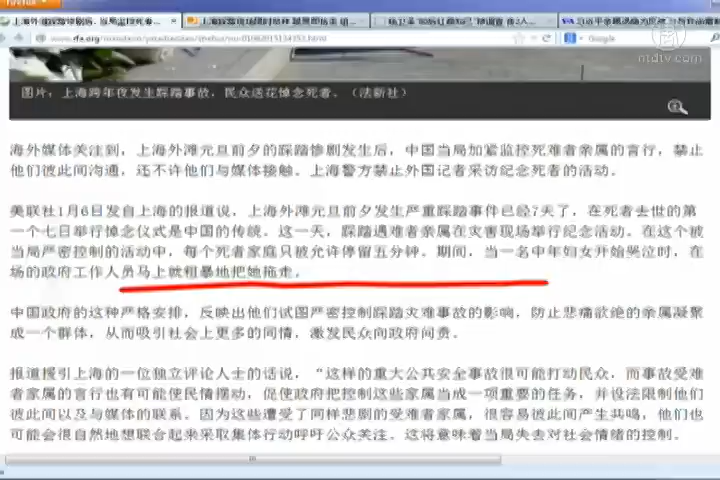 图片：上海跨年夜发生踩踏事故，民众送花悼念死者。（法新社）
ntdtv.com
Google
海外媒体关注到，上海外滩元旦前夕的踩踏惨剧发生后，中国当局加紧监控死难者亲属的言行，禁止
他们彼此间沟通，还不许他们与媒体接触。上海警方禁止外国记者采访纪念死者的活动。
美联社1月6日发自上海的报道说，上海外滩元旦前夕发生严重踩踏事件已经7天了，在死者去世的第
一个七日举行悼念仪式是中国的传统。这一天，踩踏遇难者亲属在灾害现场举行纪念活动。在这个被
当局严密控制的活动中，每个死者家庭只被允许停留五分钟。期间，当一名中年妇女开始哭泣时，在
场的政府工作人员马上就粗暴地把她拖走。
中国政府的这种严格安排，反映出他们试图严密控制踩踏灾难事故的影响，防止悲痛欲绝的亲属凝聚
成一个群体，从而吸引社会上更多的同情，激发民众向政府问责。
报道援引上海的一位独立评论人士的话说，“这样的重大公共安全事故很可能打动民众，而事故受难
者家属的言行也有可能使民情摆动，促使政府把控制这些家属当成一项重要的任务，并设法限制他们
彼此间以及与媒体的联系。因为这些遭受了同样悲剧的受难者家属，很容易彼此间产生共鸣，他们也
可能会很自然地想联合起来采取集体行动呼吁公众关注。这将意味着当局失去对社会情绪的控制。